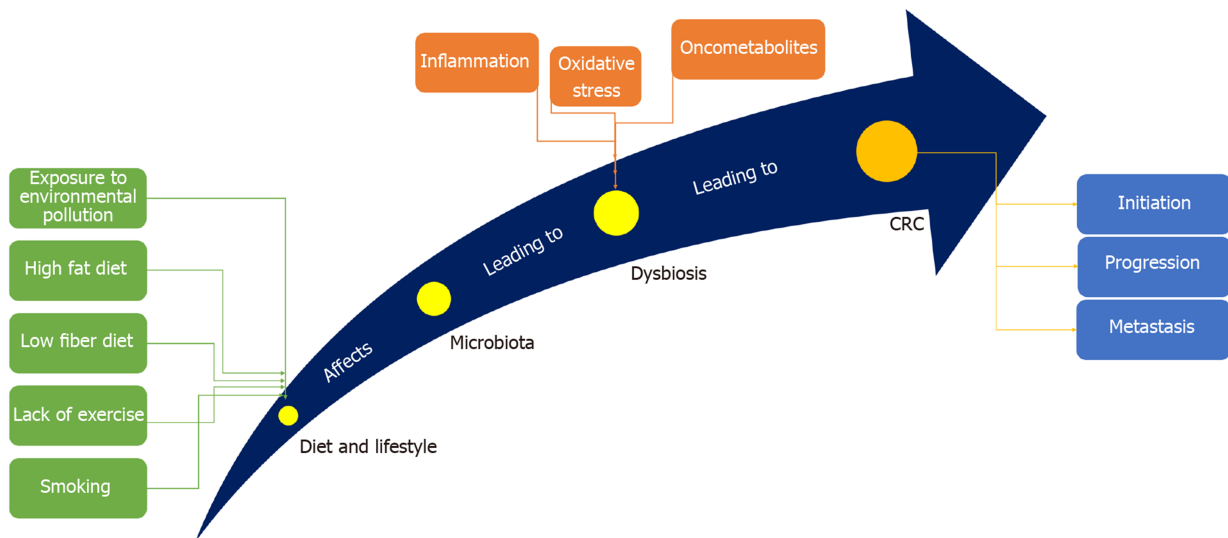 Inflammation
Oxidative
stress
Oncometabolites
Exposure to
environmental
pollution
High fat diet
Low fiber diet
Lack of exercise
Smoking
Affects
Leading to
Leading to
Diet and lifestyle
Microbiota
Dysbiosis
CRC
Initiation
Progression
Metastasis